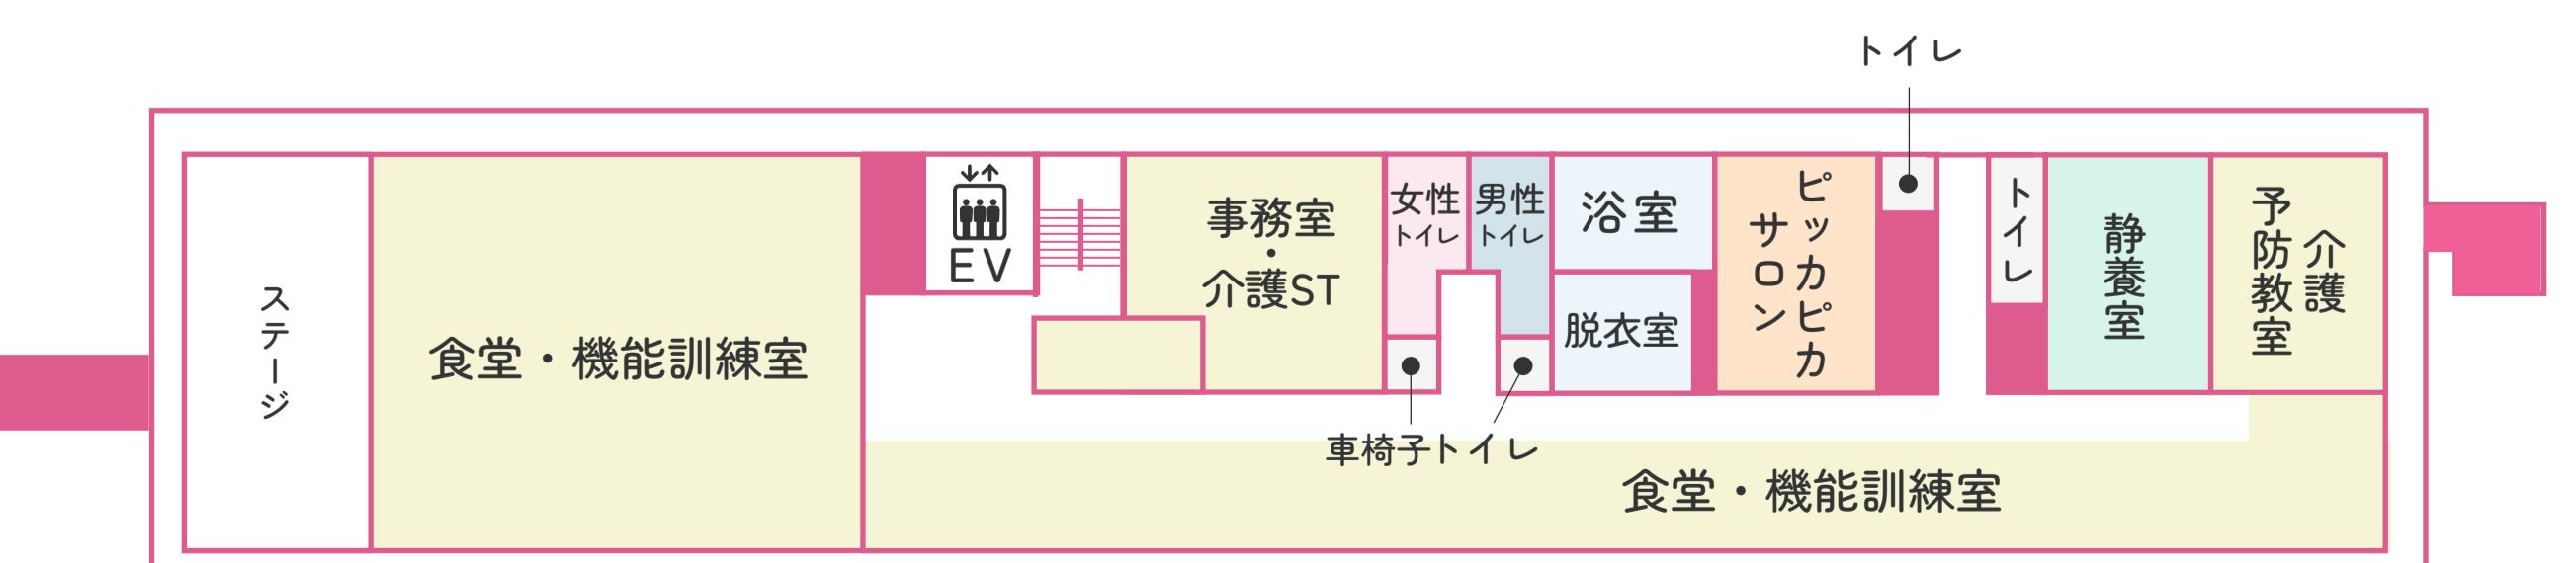 トイレ
ステージ
食堂・機能訓練室
EV
事務室
・
介護ST
女性
トイレ
男性
トイレ
浴室
脱衣室
ピッカピカ
サロン
トイレ
静養室
介護
予防教室
車椅子トイレ
食堂・機能訓練室